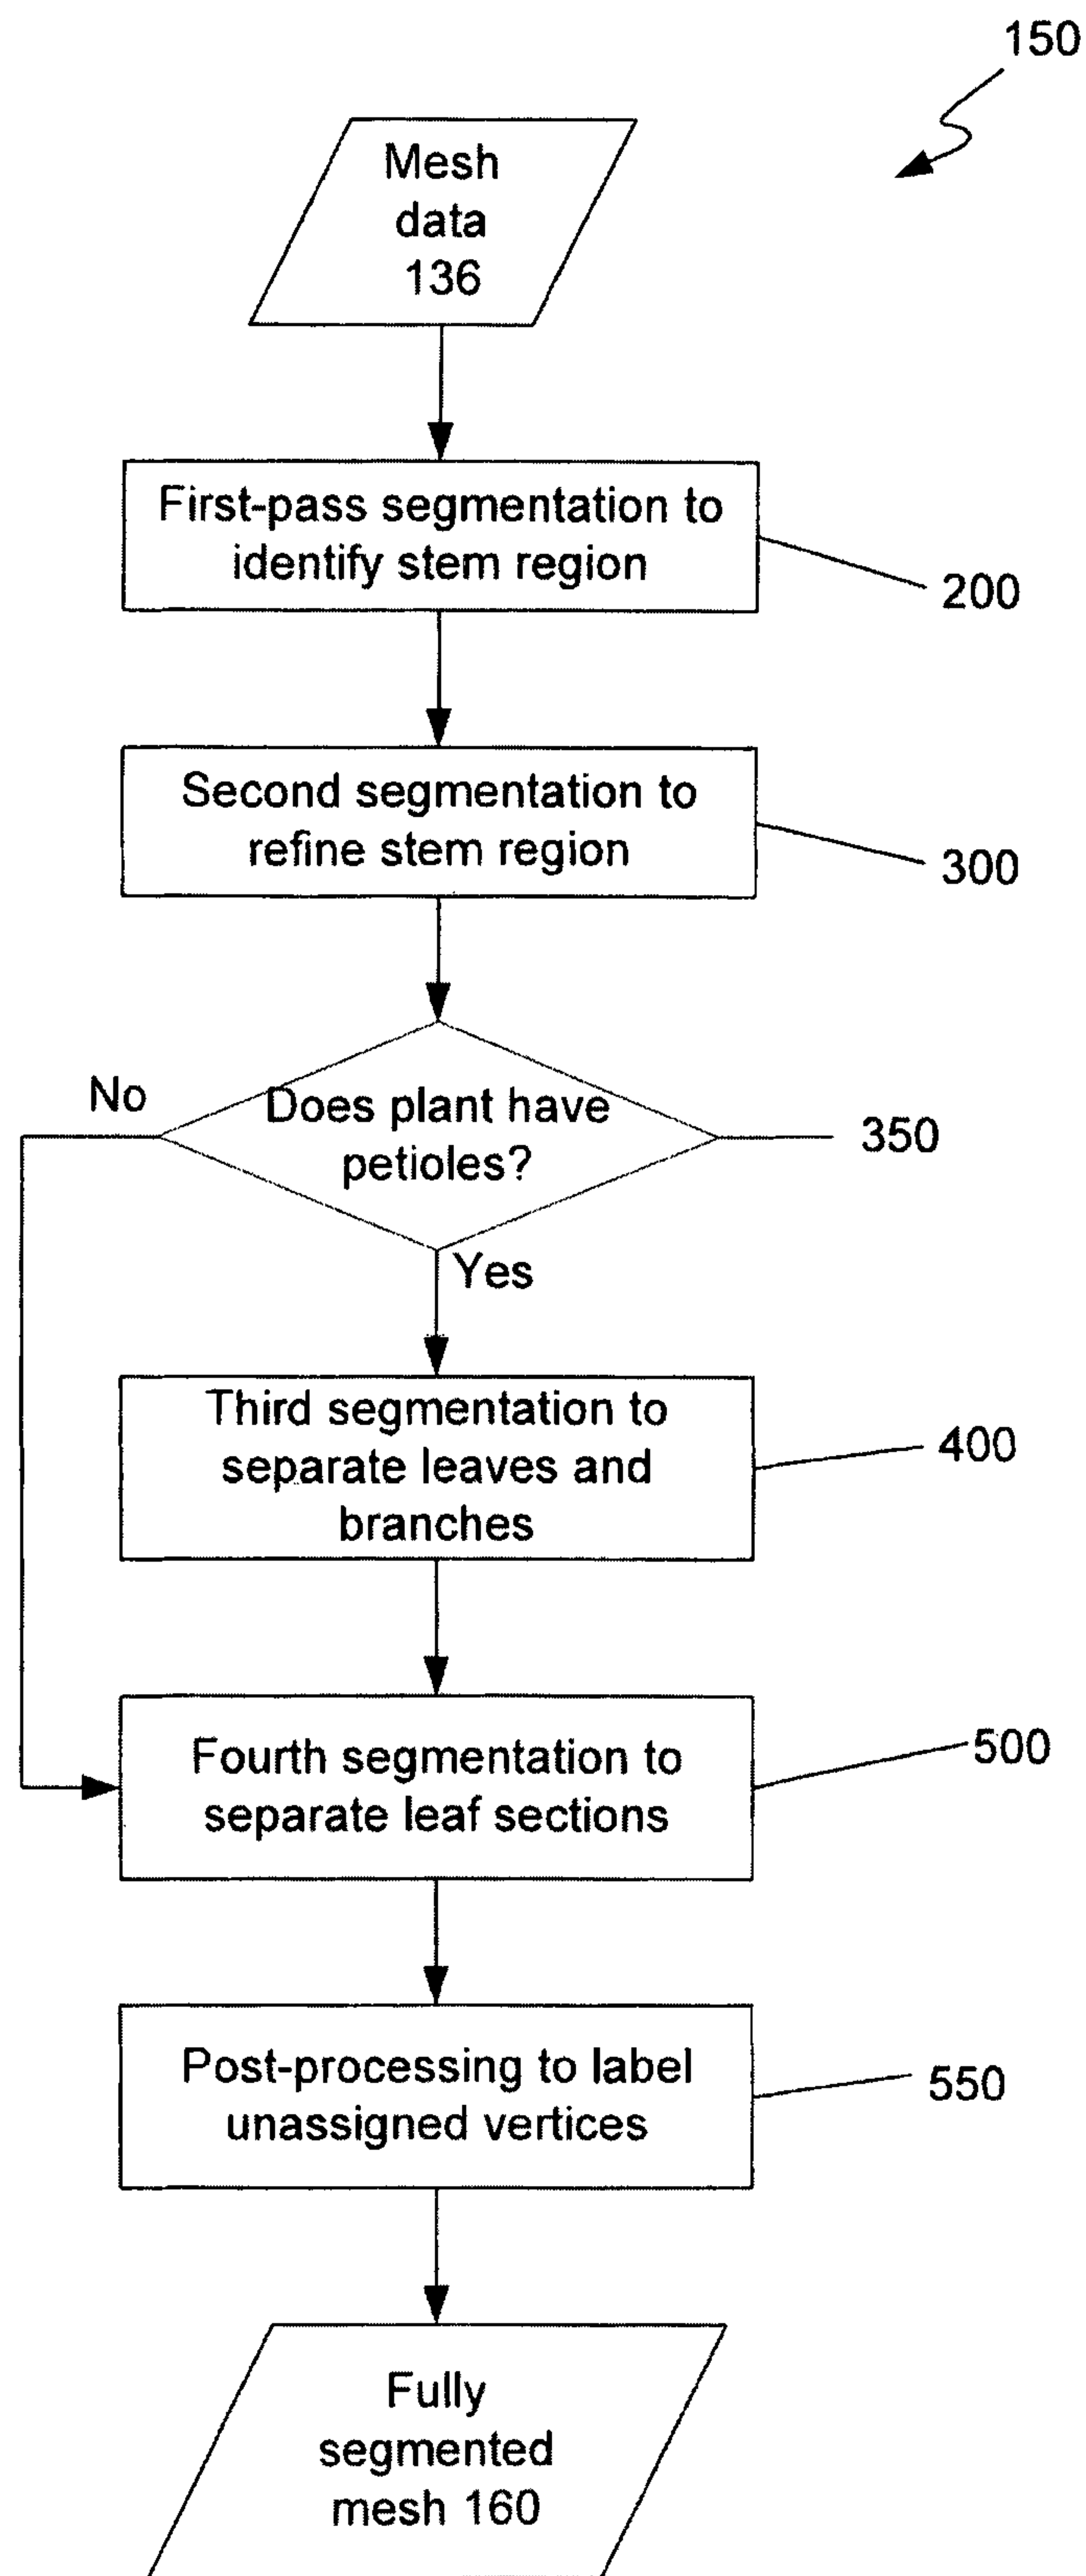 150
Mesh
data
136
First-pass segmentation to
identify stem region
200
Second segmentation to
refine stem region
300
No
Does plant have
petioles?
350
Yes
Third segmentation to
separate leaves and
branches
400
Fourth segmentation to
separate leaf sections
500
Post-processing to label
unassigned vertices
550
Fully
segmented
mesh 160